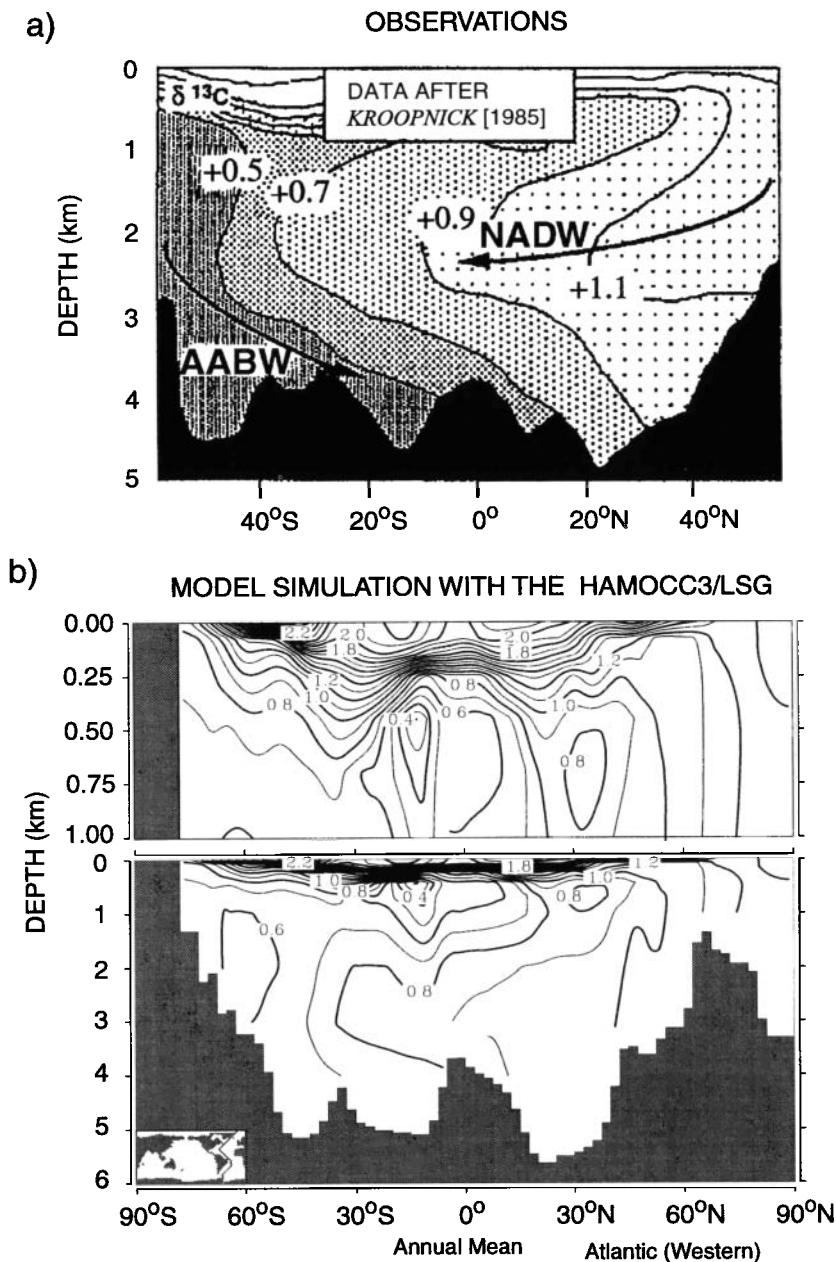 a)
OBSERVATIONS
DEPTH (km)
0
1
2
3
4
5
δ 13C
DATA AFTER
KROOPNICK [1985]
+0.5
+0.7
+0.9
NADW
+1.1
AABW
40°S 20°S 0° 20°N 40°N
b)
MODEL SIMULATION WITH THE HAMOCC3/LSG
DEPTH (km)
0.00
0.25
0.50
0.75
1.00
2.2 2.0 2.0
1.8 1.8
1.2 1.2
1.0 0.8 1.0
0.8 0.4 0.6
0.8
0
1
2
3
4
5
6
2.2 1.8 1.2
1.0 1.0
0.8 0.4 0.8
0.6
0.8
90°S 60°S 30°S 0° 30°N 60°N 90°N
Annual Mean Atlantic (Western)